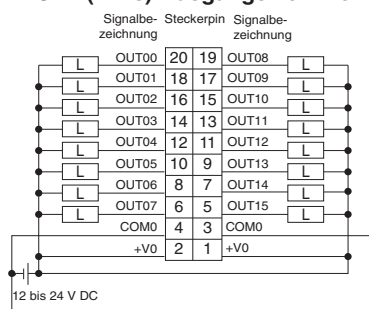 Signalbe- Steckerpin Signalbe-
zeichnung zeichnung
L OUT00 20 19 OUT08 L
L OUT01 18 17 OUT09 L
L OUT02 16 15 OUT10 L
L OUT03 14 13 OUT11 L
L OUT04 12 11 OUT12 L
L OUT05 10 9 OUT13 L
L OUT06 8 7 OUT14 L
L OUT07 6 5 OUT15 L
COM0 4 3 COM0
+V0 2 1 +V0
12 bis 24 V DC